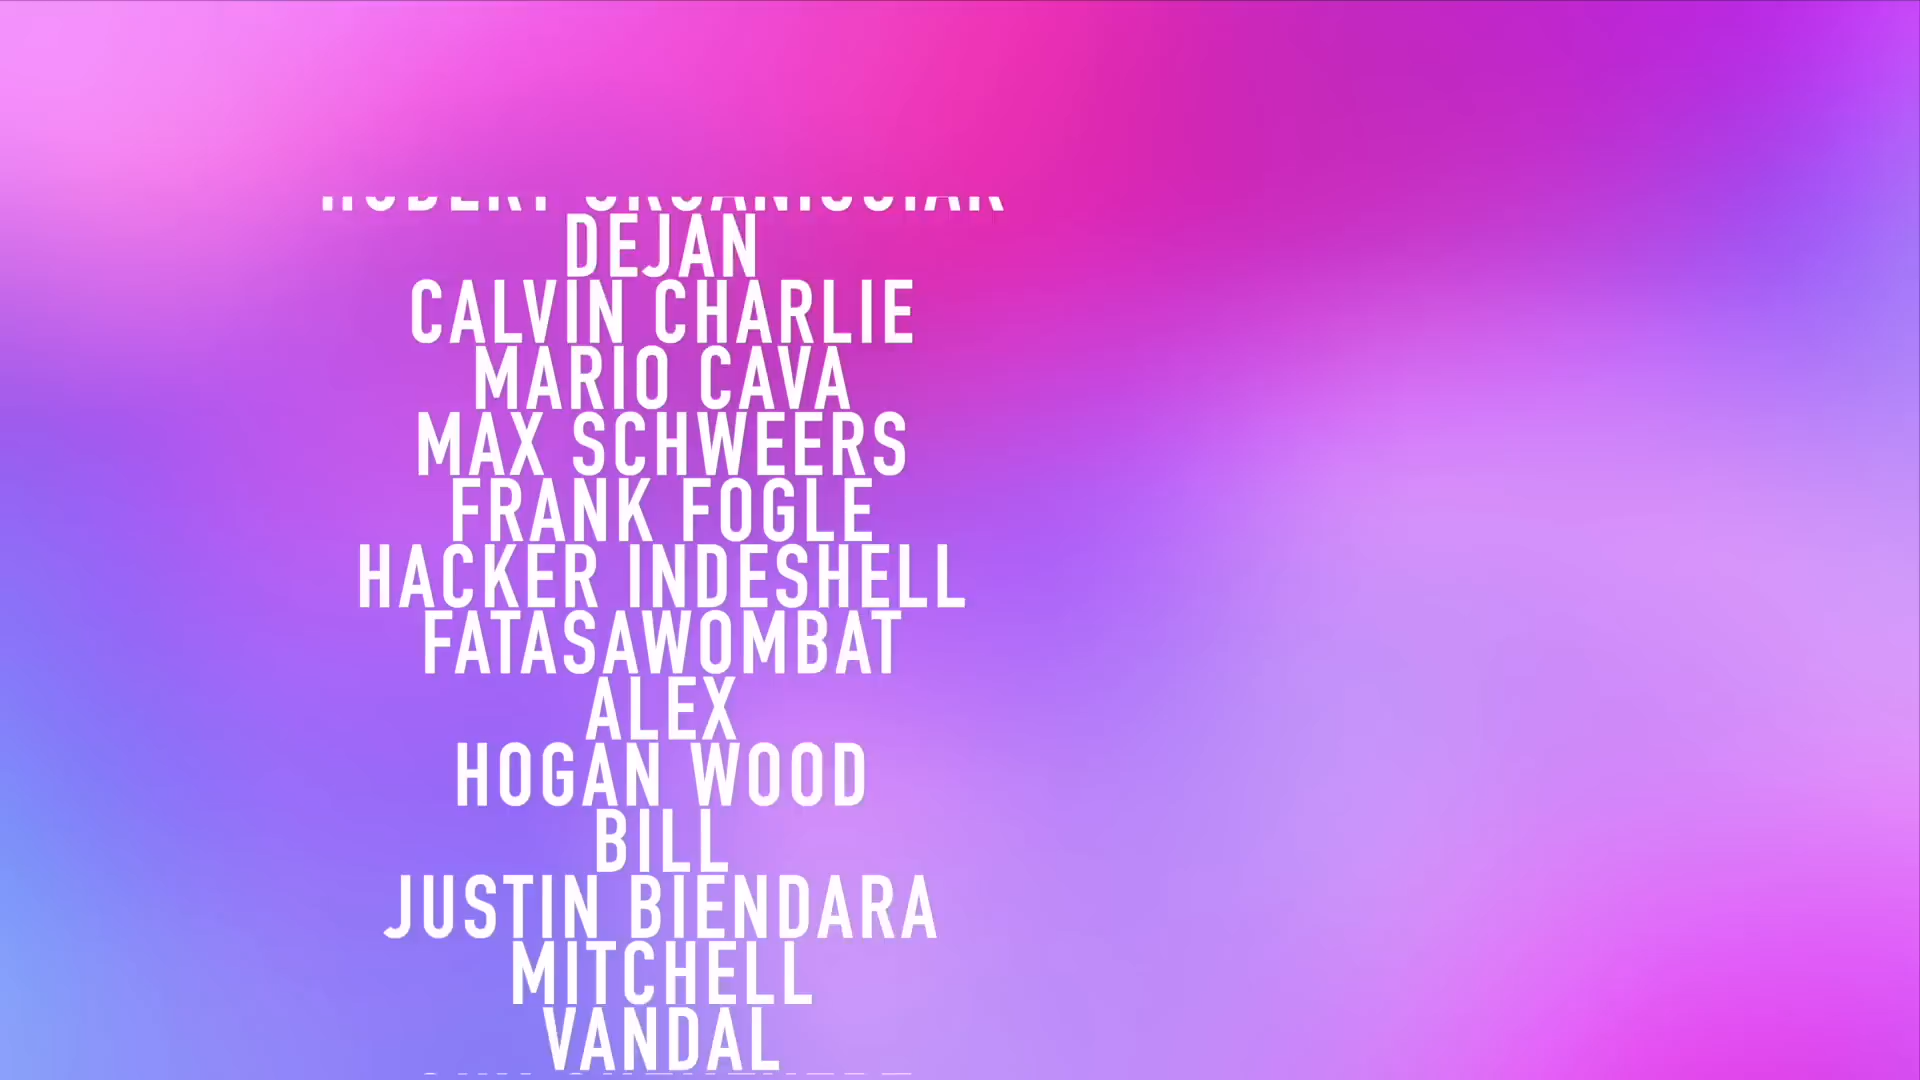 DEJAN
CALVIN CHARLIE
MARIO CAVA
MAX SCHWEERS
FRANK FOGLE
HACKER INDESHELL
FATASAWOMBAT
ALEX
HOGAN WOOD
BILL
JUSTIN BIENDARA
MITCHELL
VANDAL